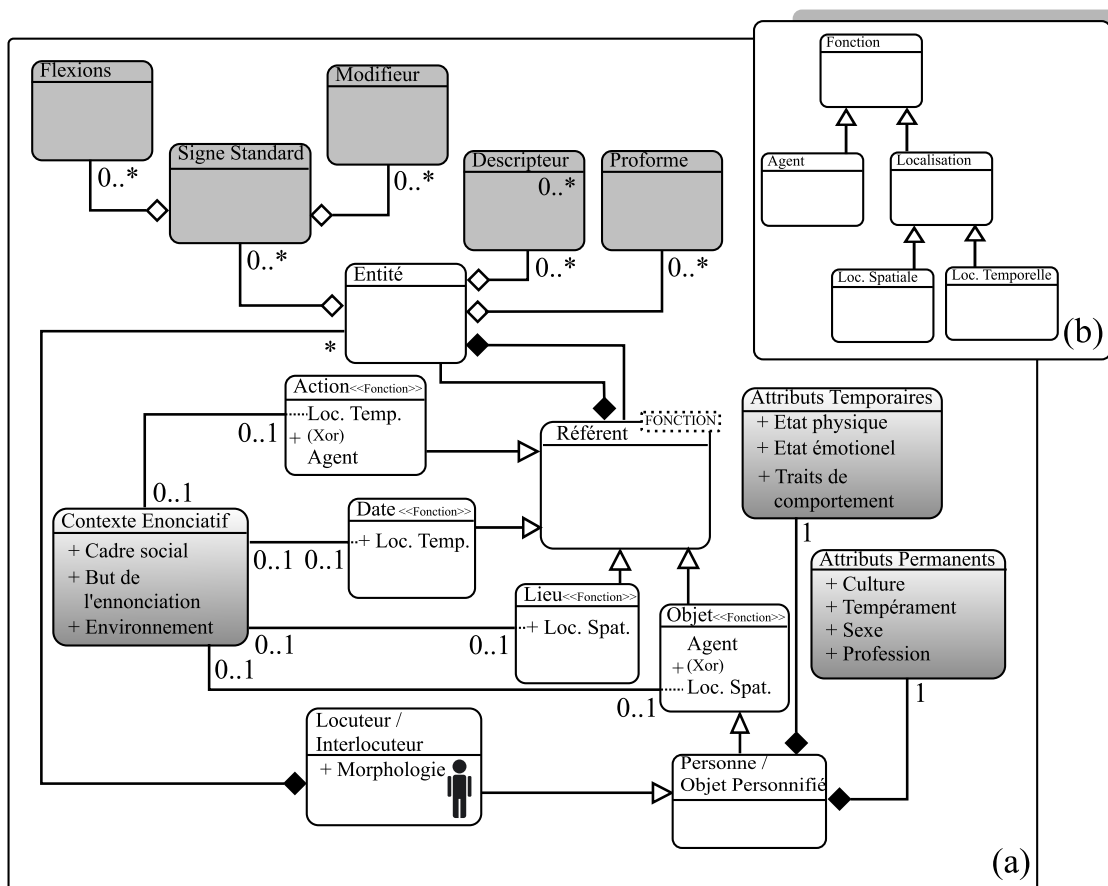 Flexions
0..*
Modifieur
0..*
Signe Standard
0..*
Descripteur
0..*
0..*
Proforme
0..*
Entité
*
Action<<Fonction>>
Loc. Temp.
+ (Xor)
Agent
0..1
0..1
Référent
FONCTION
Contexte Enonciatif
+ Cadre social
+ But de
l'ennonciation
+ Environnement
Date <<Fonction>>
+ Loc. Temp.
0..1
0..1
Lieu<<Fonction>>
+ Loc. Spat.
0..1
0..1
Objet<<Fonction>>
Agent
+ (Xor)
Loc. Spat.
0..1
0..1
Attributs Temporaires
+ Etat physique
+ Etat émotionel
+ Traits de
comportement
1
Attributs Permanents
+ Culture
+ Tempérament
+ Sexe
+ Profession
1
Locuteur /
Interlocuteur
+ Morphologie
Personne /
Objet Personnifié
(a)
Fonction
Agent
Localisation
Loc. Spatiale
Loc. Temporelle
(b)